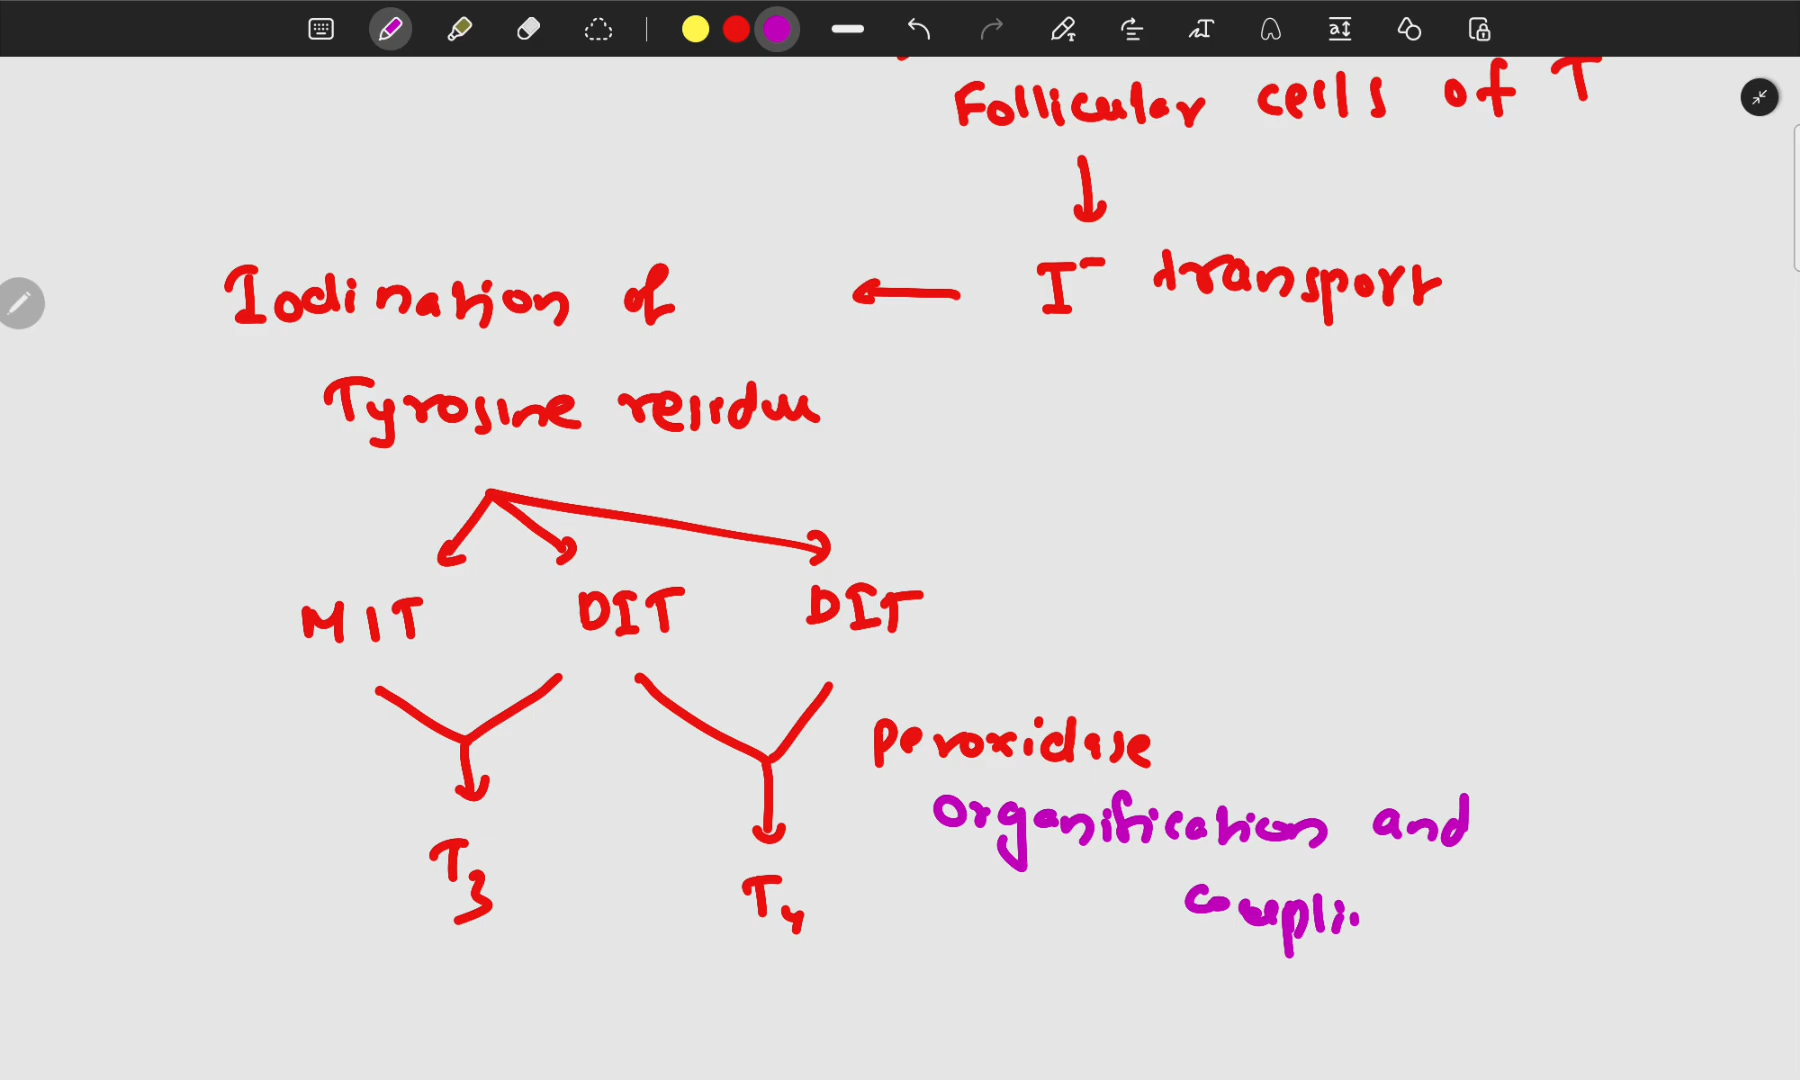 Follicular cells of T
I⁻ transport
Iodination of
Tyrosine residue
MIT DIT DIT
Peroxidase
Organification and
Coupli
T3 T4